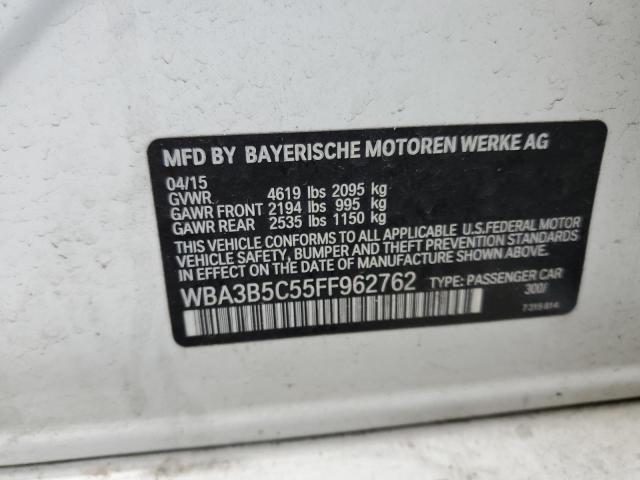 MFD BY BAYERISCHE MOTOREN WERKE AG
04/15
GVWR 4619 lbs 2095 kg
GAWR FRONT 2194 lbs 995 kg
GAWR REAR 2535 lbs 1150 kg
THIS VEHICLE CONFORMS TO ALL APPLICABLE U.S.FEDERAL MOTOR
VEHICLE SAFETY, BUMPER AND THEFT PREVENTION STANDARDS
IN EFFECT ON THE DATE OF MANUFACTURE SHOWN ABOVE.
WBA3B5C55FF962762 TYPE: PASSENGER CAR
300/
7315814